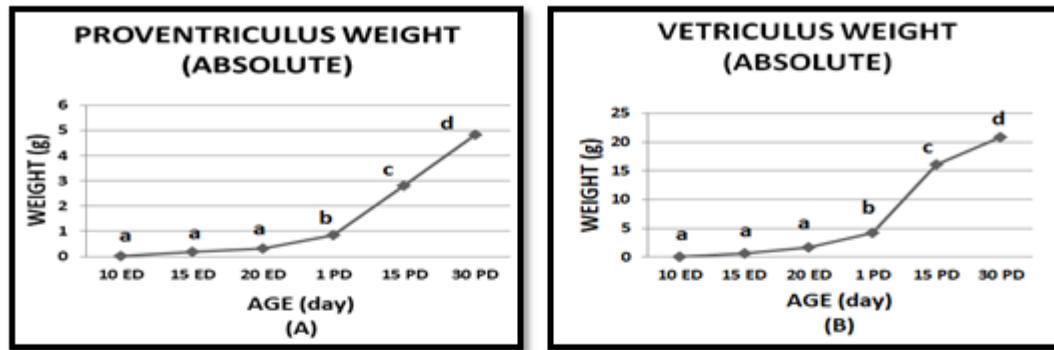 PROVENTRICULUS WEIGHT
(ABSOLUTE)
6
5
4
3
2
1
0
WEIGHT (g)
a
a
a
b
c
d
10 ED 15 ED 20 ED 1 PD 15 PD 30 PD
AGE (day)
(A)
VETRICULUS WEIGHT
(ABSOLUTE)
25
20
15
10
5
0
WEIGHT (g)
a
a
a
b
c
d
10 ED 15 ED 20 ED 1 PD 15 PD 30 PD
AGE (day)
(B)